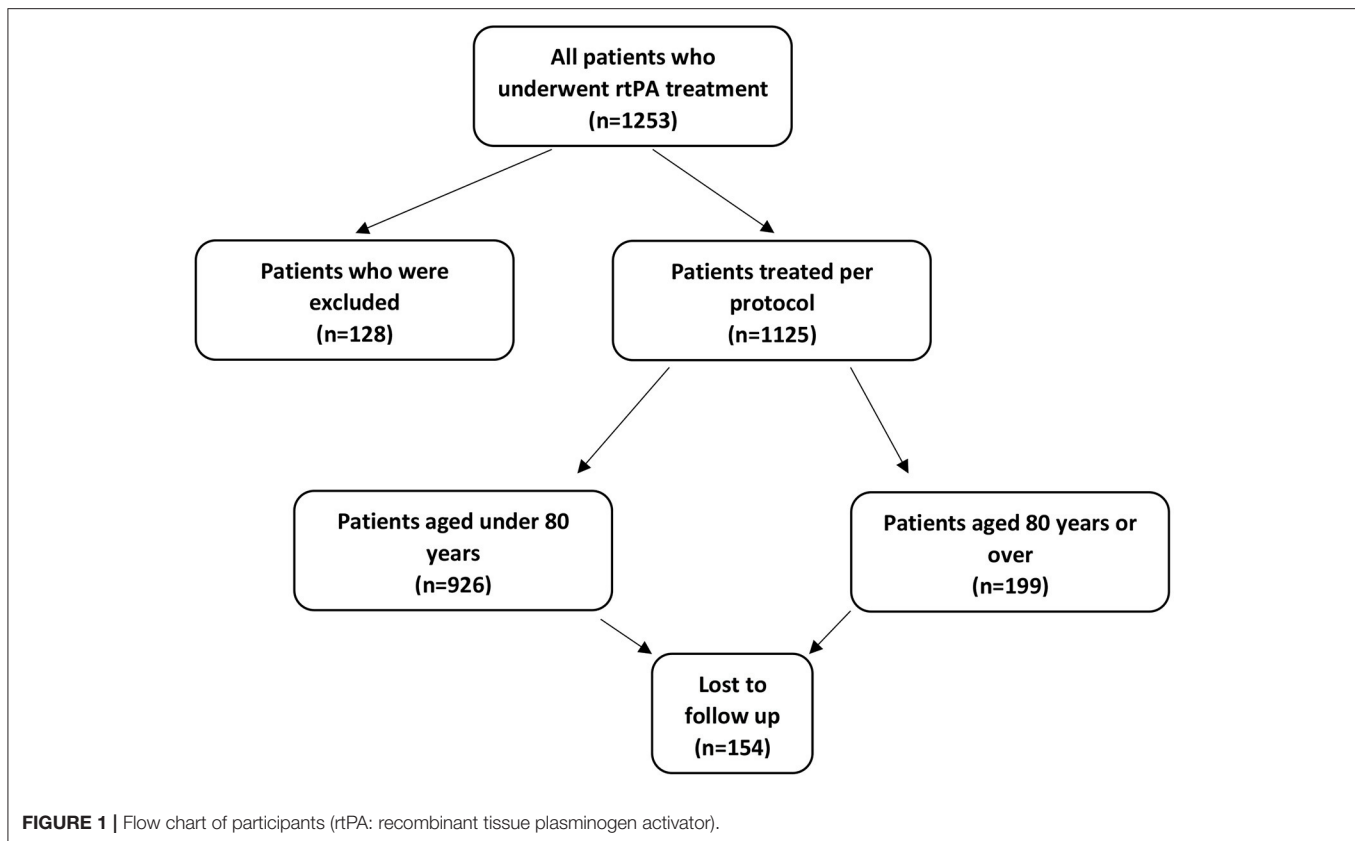 All patients who
underwent rtPA treatment
(n=1253)
Patients who were
excluded
(n=128)
Patients treated per
protocol
(n=1125)
Patients aged under 80
years
(n=926)
Patients aged 80 years or
over
(n=199)
Lost to
follow up
(n=154)
FIGURE 1 | Flow chart of participants (rtPA: recombinant tissue plasminogen activator).